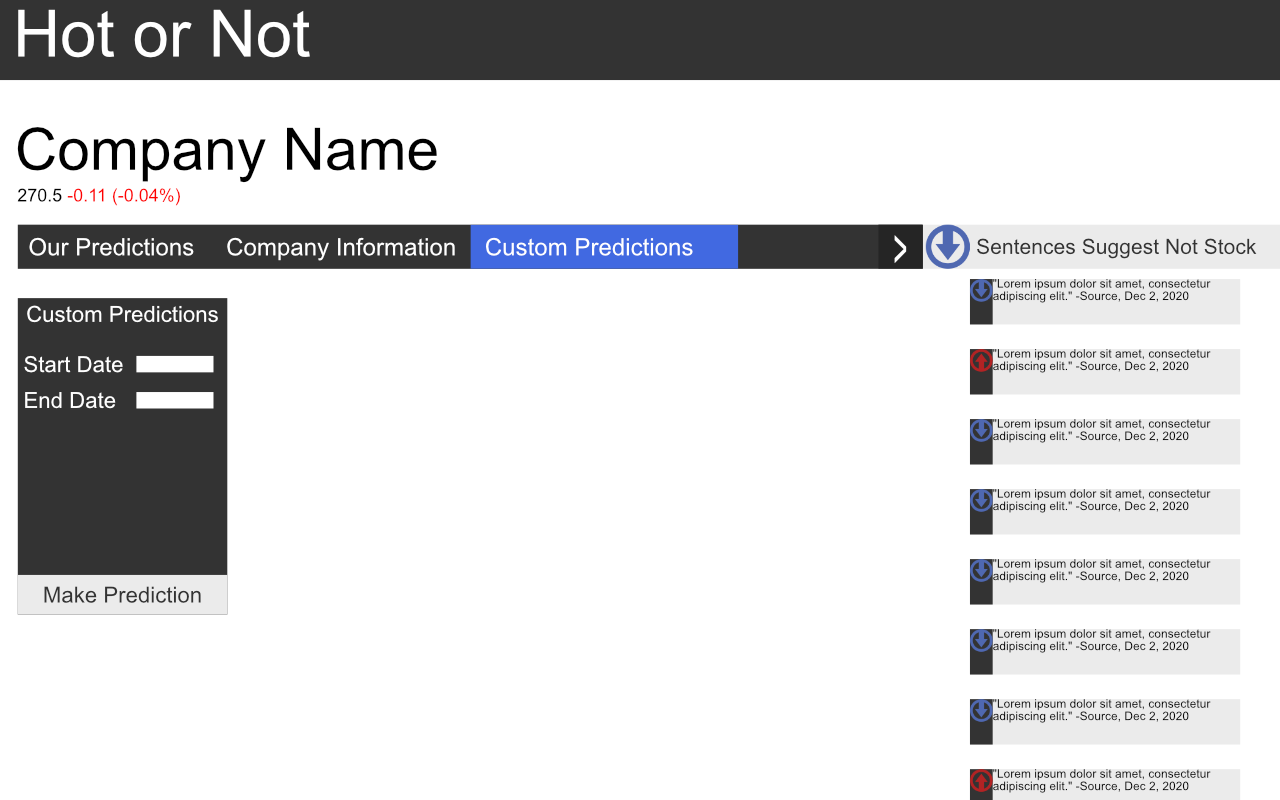 Hot or Not
Company Name
270.5 -0.11 (-0.04%)
Our Predictions Company Information Custom Predictions
Sentences Suggest Not Stock
Custom Predictions
Start Date
End Date
Make Prediction
"Lorem ipsum dolor sit amet, consectetur
adipiscing elit." -Source, Dec 2, 2020
"Lorem ipsum dolor sit amet, consectetur
adipiscing elit." -Source, Dec 2, 2020
"Lorem ipsum dolor sit amet, consectetur
adipiscing elit." -Source, Dec 2, 2020
"Lorem ipsum dolor sit amet, consectetur
adipiscing elit." -Source, Dec 2, 2020
"Lorem ipsum dolor sit amet, consectetur
adipiscing elit." -Source, Dec 2, 2020
"Lorem ipsum dolor sit amet, consectetur
adipiscing elit." -Source, Dec 2, 2020
"Lorem ipsum dolor sit amet, consectetur
adipiscing elit." -Source, Dec 2, 2020
"Lorem ipsum dolor sit amet, consectetur
adipiscing elit." -Source, Dec 2, 2020